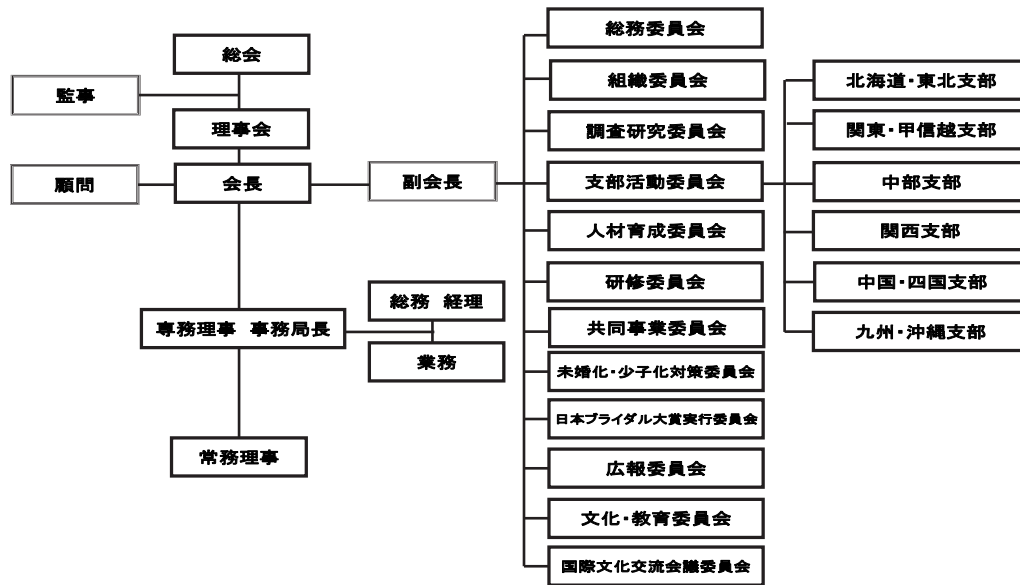 総会
監事
理事会
顧問
会長
副会長
総務 経理
専務理事 事務局長
業務
常務理事
総務委員会
組織委員会
調査研究委員会
支部活動委員会
人材育成委員会
研修委員会
共同事業委員会
未婚化・少子化対策委員会
日本ブライダル大賞実行委員会
広報委員会
文化・教育委員会
国際文化交流会議委員会
北海道・東北支部
関東・甲信越支部
中部支部
関西支部
中国・四国支部
九州・沖縄支部